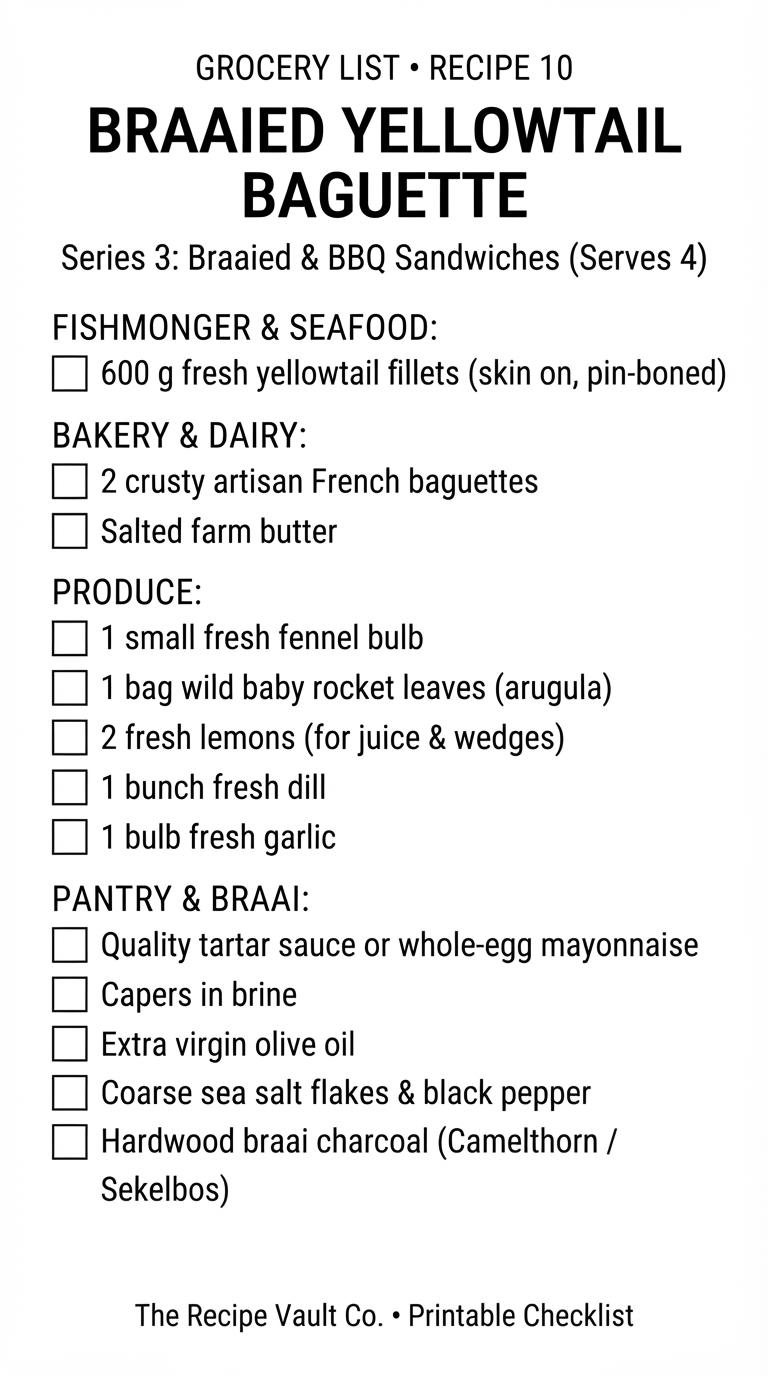 GROCERY LIST • RECIPE 10
BRAAIED YELLOWTAIL
BAGUETTE
Series 3: Braaied & BBQ Sandwiches (Serves 4)
FISHMONGER & SEAFOOD:
600 g fresh yellowtail fillets (skin on, pin-boned)
BAKERY & DAIRY:
2 crusty artisan French baguettes
Salted farm butter
PRODUCE:
1 small fresh fennel bulb
1 bag wild baby rocket leaves (arugula)
2 fresh lemons (for juice & wedges)
1 bunch fresh dill
1 bulb fresh garlic
PANTRY & BRAAI:
Quality tartar sauce or whole-egg mayonnaise
Capers in brine
Extra virgin olive oil
Coarse sea salt flakes & black pepper
Hardwood braai charcoal (Camelthorn /
Sekelbos)
The Recipe Vault Co. • Printable Checklist